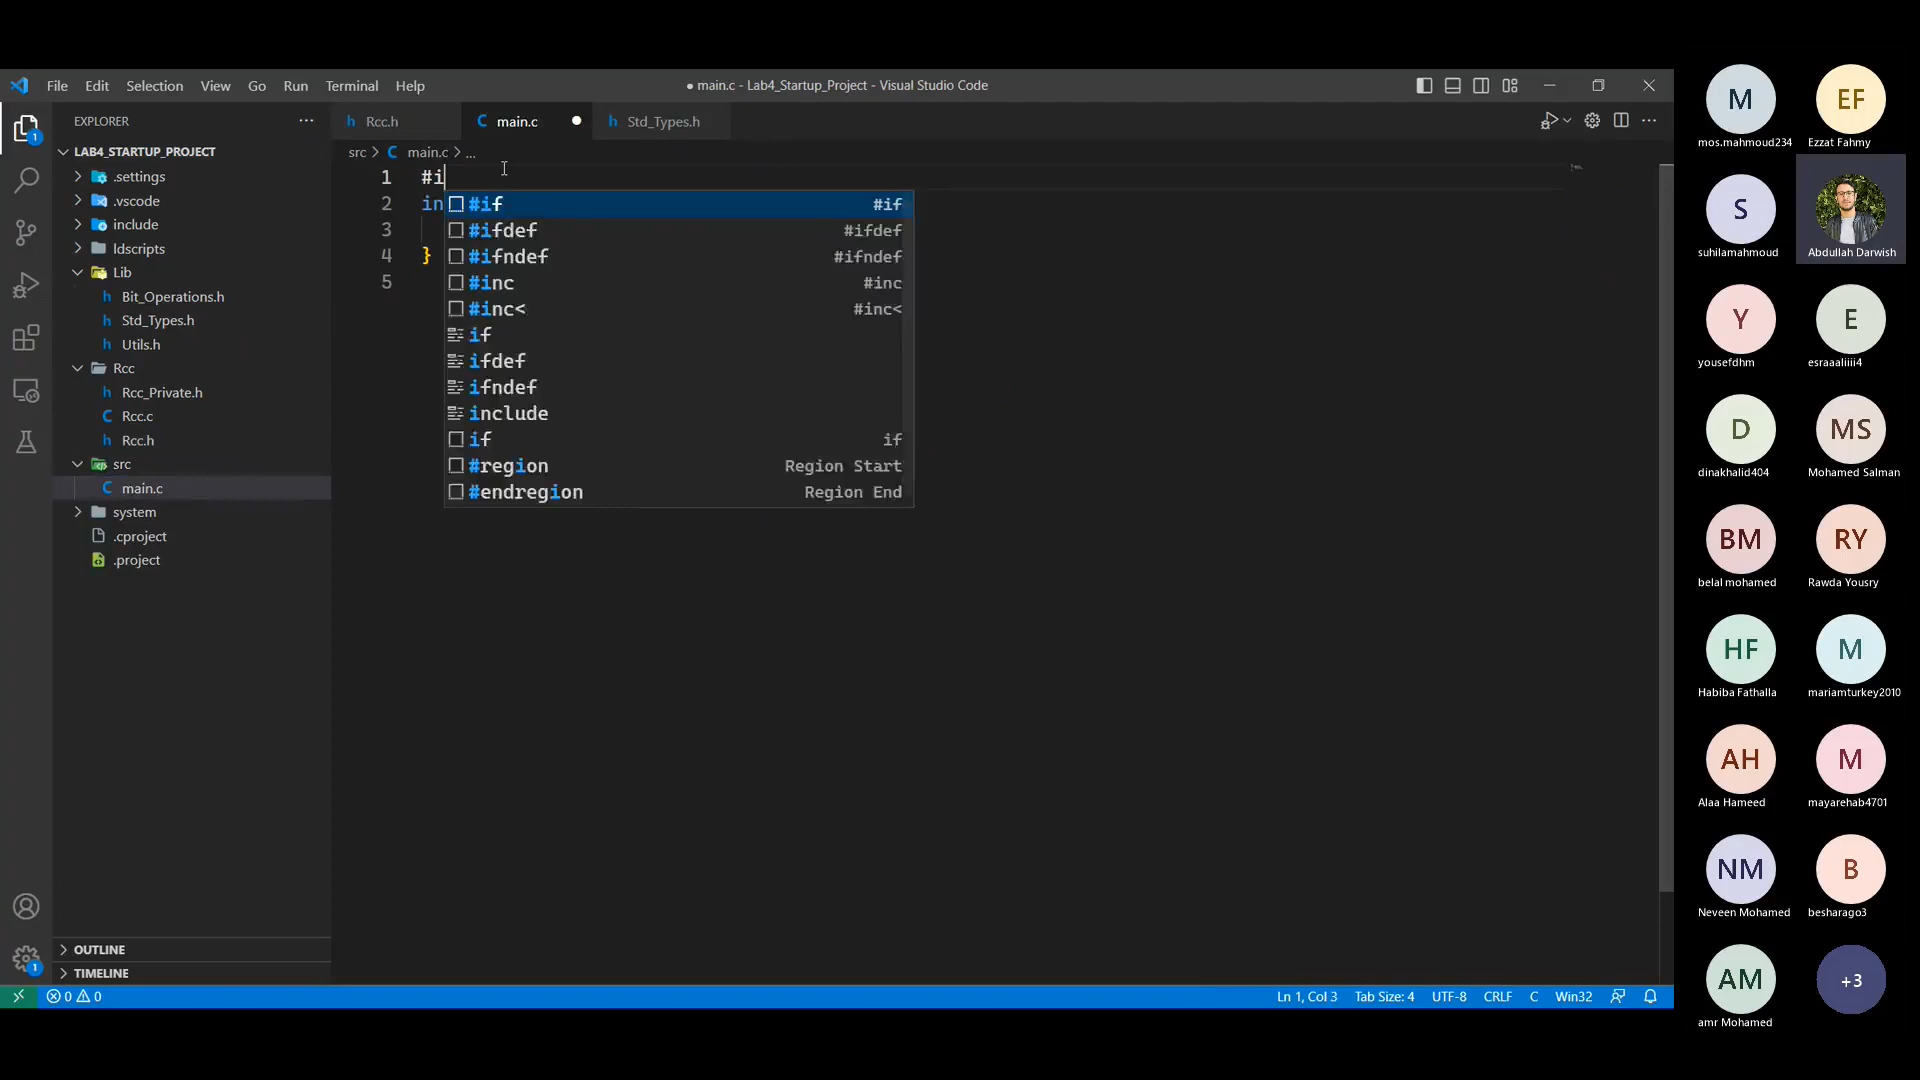 File Edit Selection View Go Run Terminal Help
● main.c - Lab4_Startup_Project - Visual Studio Code
EXPLORER
LAB4_STARTUP_PROJECT
.settings
.vscode
include
ldscripts
Lib
Bit_Operations.h
Std_Types.h
Utils.h
Rcc
Rcc_Private.h
Rcc.c
Rcc.h
src
main.c
system
.cproject
.project
OUTLINE
TIMELINE
Rcc.h
main.c
Std_Types.h
src > C main.c > ...
1 #i
2 in
3
4 }
5
#if #if
#ifdef #ifdef
#ifndef #ifndef
#inc #inc
#inc< #inc<
if
ifdef
ifndef
include
if if
#region Region Start
#endregion Region End
0 0
Ln 1, Col 3 Tab Size: 4 UTF-8 CRLF C Win32
M EF
mos.mahmoud234 Ezzat Fahmy
S
suhilamahmoud Abdullah Darwish
Y E
yousefdhm esraaaliiii4
D MS
dinakhalid404 Mohamed Salman
BM RY
belal mohamed Rawda Yousry
HF M
Habiba Fathalla mariamturkey2010
AH M
Alaa Hameed mayarehab4701
NM B
Neveen Mohamed besharago3
AM +3
amr Mohamed